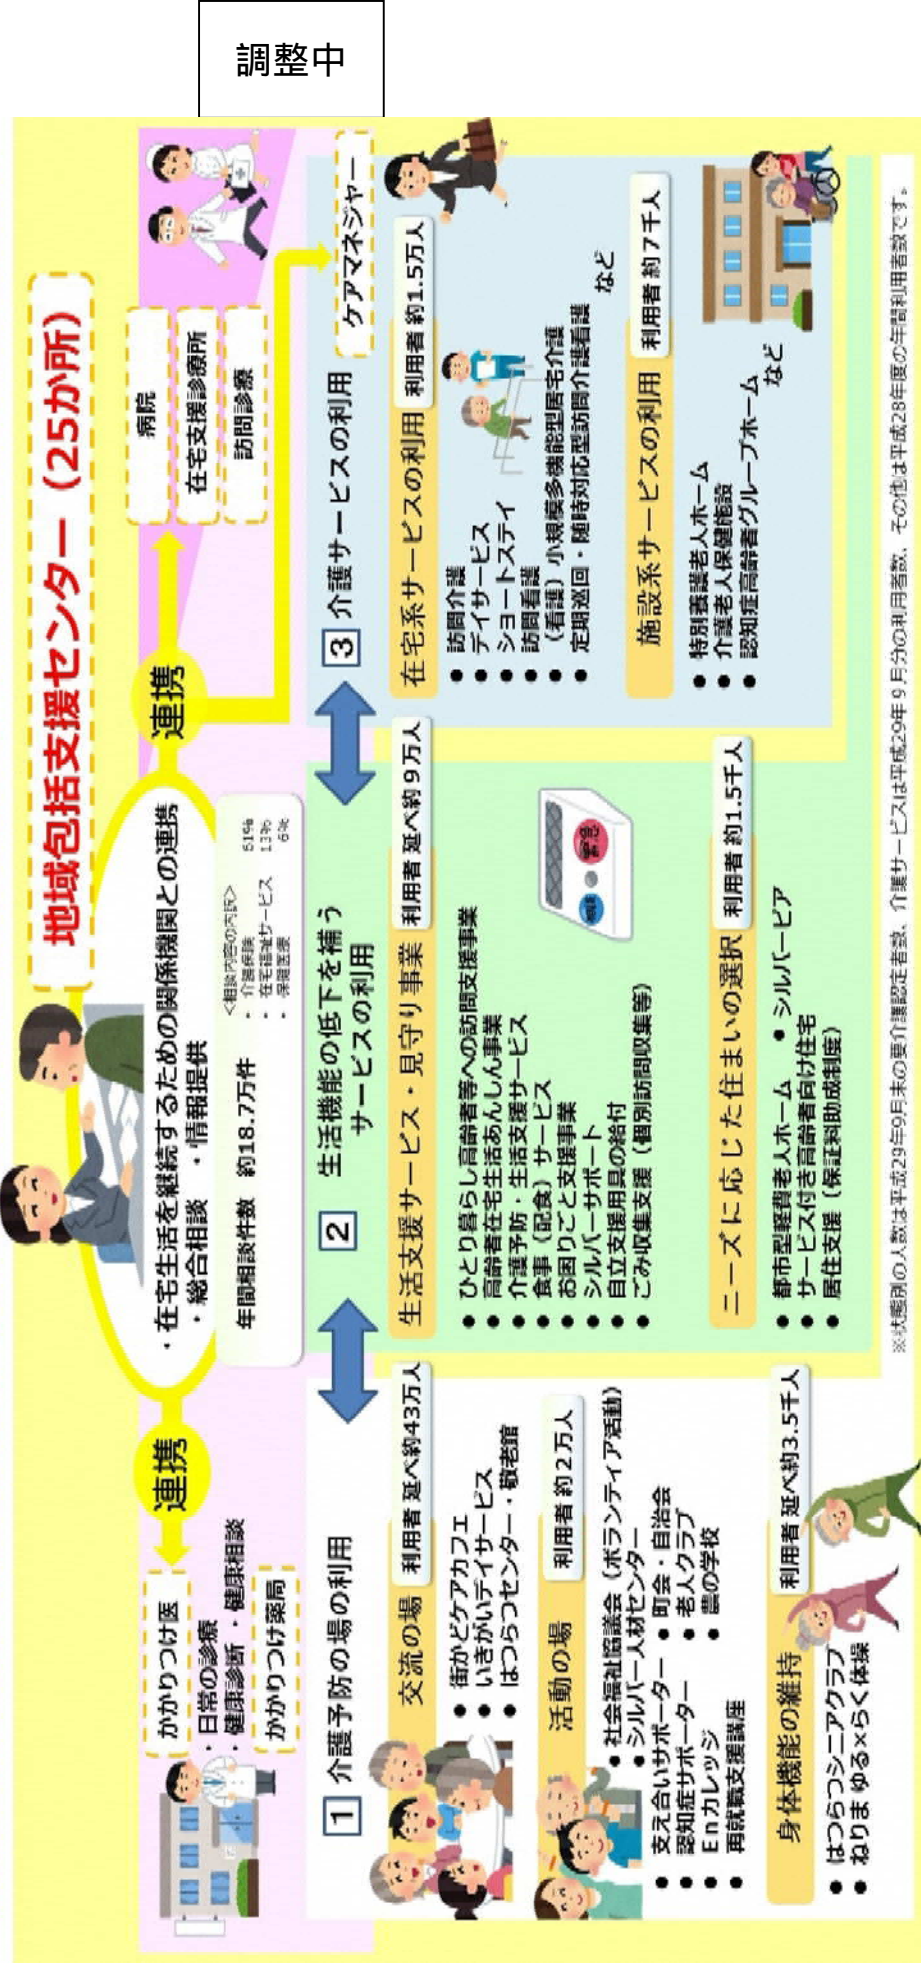 調整中
地域包括支援センター（25か所）
・在宅生活を継続するための関係機関との連携
・総合相談 ・情報提供
年間相談件数 約18.7万件
<相談内容の内訳>
・介護保険 61%
・在宅福祉サービス 13%
・保健医療 6%
連携
かかりつけ医
・日常の診療
・健康診断・健康相談
かかりつけ薬局
連携
病院
在宅支援診療所
訪問診療
ケアマネジャー
1 介護予防の場の利用
交流の場 利用者 延べ約43万人
● 街かどケアカフェ
● いきがいデイサービス
● はつらつセンター・敬老館
活動の場 利用者 約2万人
● 社会福祉協議会（ボランティア活動）
● シルバー人材センター
● 支え合いサポーター ● 町会・自治会
● 認知症サポーター ● 老人クラブ
● Enカレッジ ● 農の学校
● 再就職支援講座
身体機能の維持 利用者 延べ約3.5千人
● はつらつシニアクラブ
● ねりま ゆる×らく体操
2 生活機能の低下を補う
サービスの利用
生活支援サービス・見守り事業 利用者 延べ約9万人
● ひとり暮らし高齢者等への訪問支援事業
● 高齢者在宅生活あんしん事業
● 介護予防・生活支援サービス
● 食事（配食）サービス
● お困りごと支援事業
● シルバーサポート
● 自立支援用具の給付
● ごみ収集支援（個別訪問収集等）
緊急
ニーズに応じた住まいの選択 利用者 約1.5千人
● 都市型軽費老人ホーム ● シルバーピア
● サービス付き高齢者向け住宅
● 居住支援（保証料助成制度）
3 介護サービスの利用
在宅系サービスの利用 利用者 約1.5万人
● 訪問介護
● デイサービス
● ショートステイ
● 訪問看護
● （看護）小規模多機能型居宅介護
● 定期巡回・随時対応型訪問介護看護
など
施設系サービスの利用 利用者 約7千人
● 特別養護老人ホーム
● 介護老人保健施設
● 認知症高齢者グループホーム
など
※状態別の人数は平成29年9月末の要介護認定者数、介護サービスは平成29年9月分の利用者数、その他は平成28年度の年間利用者数です。